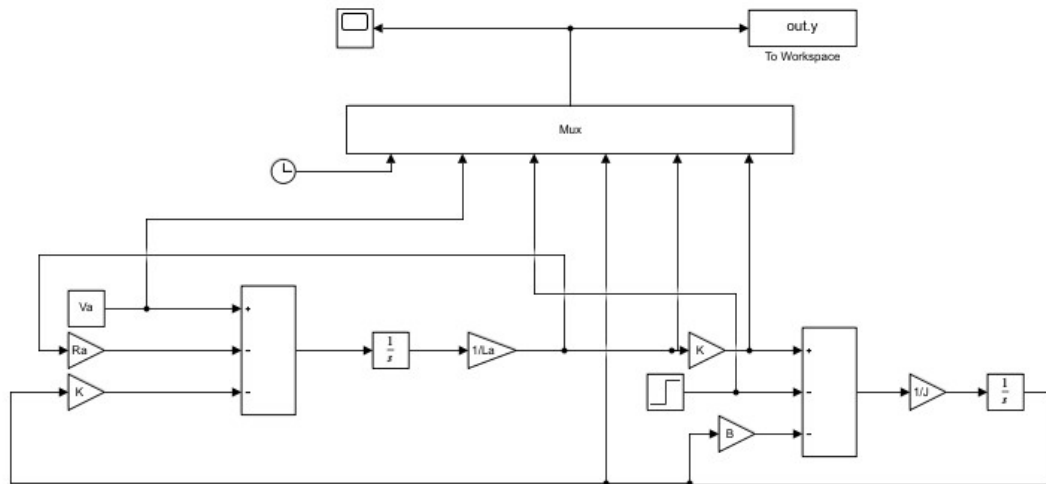 out.y
To Workspace
Mux
Va
+
Ra
-
K
-
1
s
1/La
K
+
-
B
-
1/J
1
s